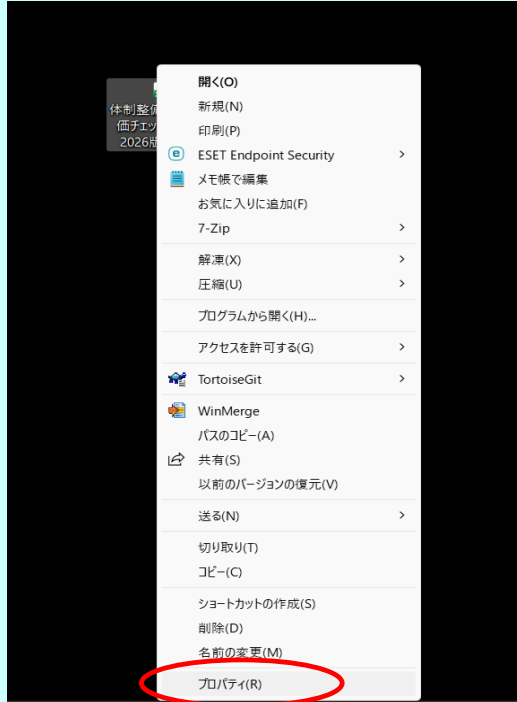 体制整
価チェッ
2026版
開く(O)
新規(N)
印刷(P)
ESET Endpoint Security
メモ帳で編集
お気に入りに追加(F)
7-Zip
解凍(X)
圧縮(U)
プログラムから開く(H)...
アクセスを許可する(G)
TortoiseGit
WinMerge
パスのコピー(A)
共有(S)
以前のバージョンの復元(V)
送る(N)
切り取り(T)
コピー(C)
ショートカットの作成(S)
削除(D)
名前の変更(M)
プロパティ(R)